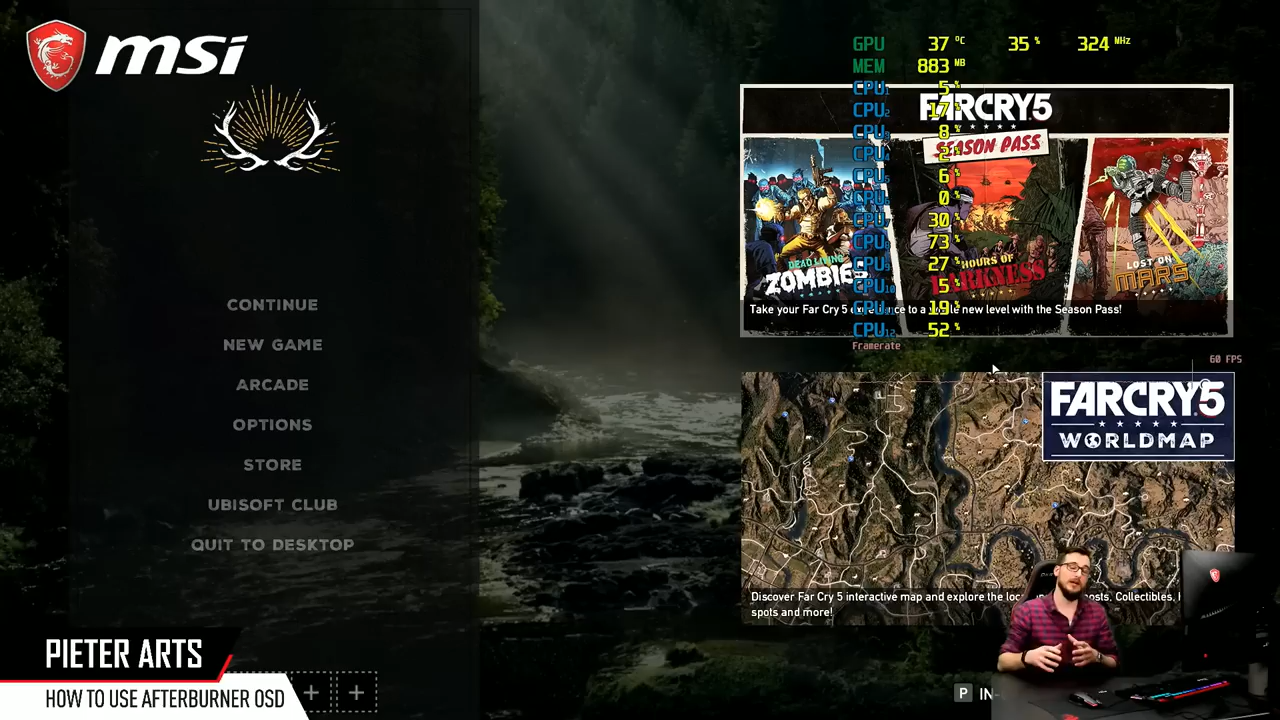 msi
GPU 37 °C 35 % 324 MHz
MEM 883 MB
CPU1 5 %
CPU2 17 %
CPU3 8 %
CPU4 2 %
CPU5 6 %
CPU6 0 %
CPU7 30 %
CPU8 73 %
CPU9 27 %
CPU10 5 %
CPU11 19 %
CPU12 52 %
Framerate
60 FPS
FARCRY5
SEASON PASS
DEAD LIVING
ZOMBIES
HOURS OF
DARKNESS
LOST ON
MARS
Take your Far Cry 5 to a new level with the Season Pass!
CONTINUE
NEW GAME
ARCADE
OPTIONS
STORE
UBISOFT CLUB
QUIT TO DESKTOP
FARCRY5
WORLDMAP
Discover Far Cry 5 interactive map and explore the Collectibles,
spots and more!
PIETER ARTS
HOW TO USE AFTERBURNER OSD
+ +
P